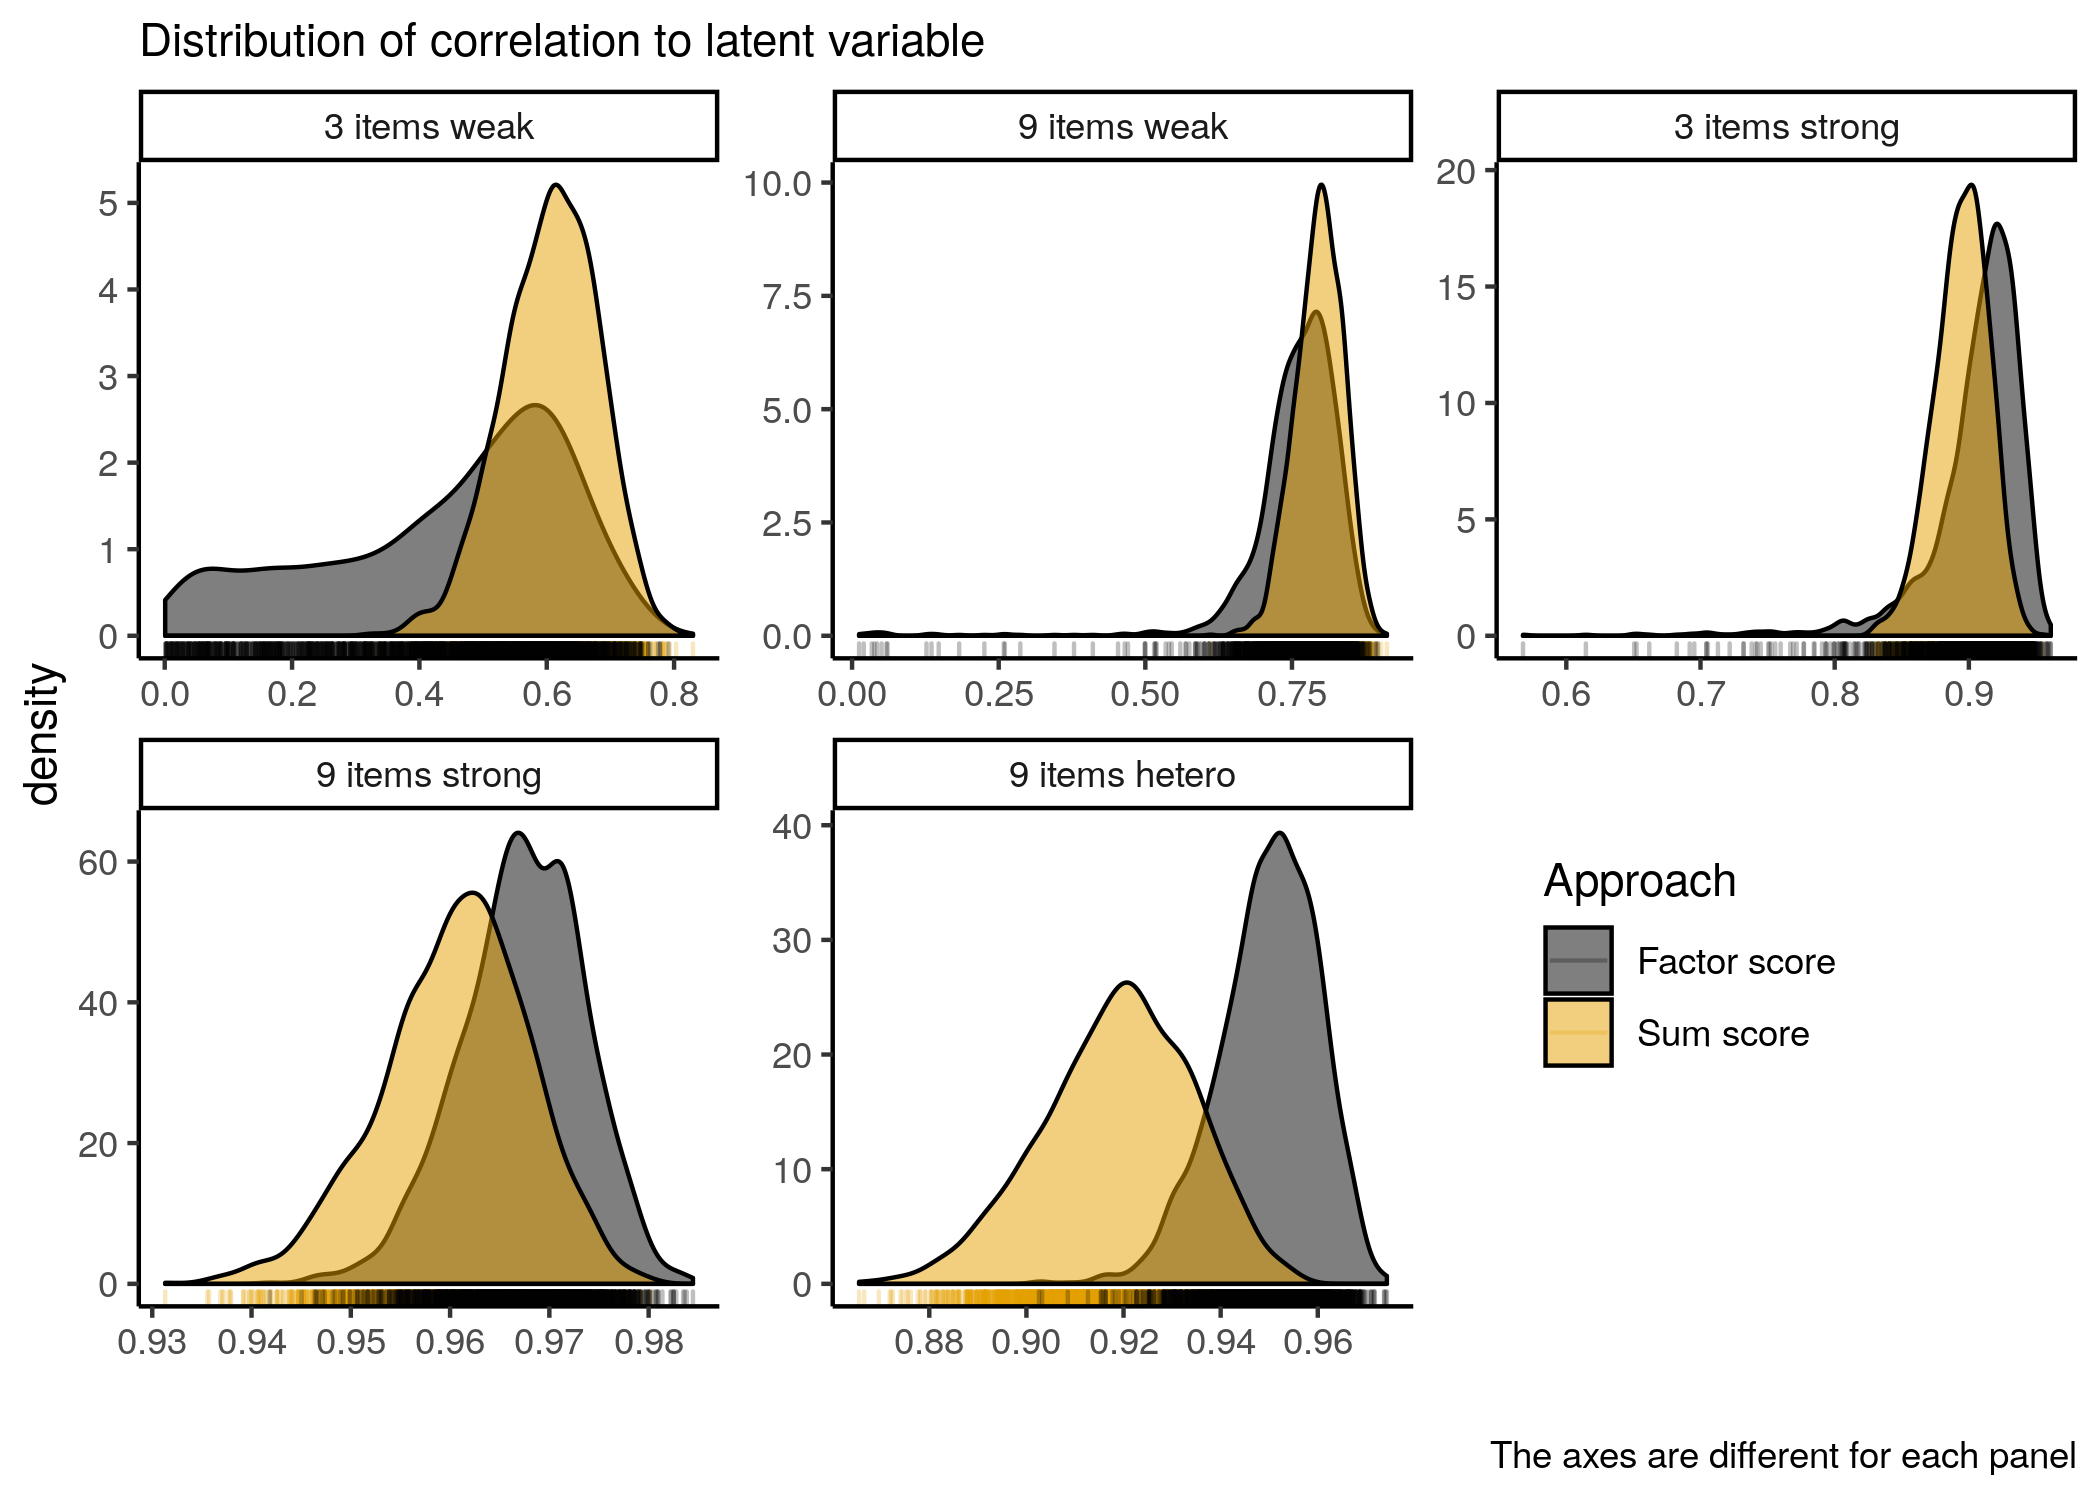 Distribution of correlation to latent variable
3 items weak
9 items weak
3 items strong
5
4
3
2
1
0
0.0 0.2 0.4 0.6 0.8
10.0
7.5
5.0
2.5
0.0
0.00 0.25 0.50 0.75
20
15
10
5
0
0.6 0.7 0.8 0.9
density
9 items strong
9 items hetero
60
40
20
0
0.93 0.94 0.95 0.96 0.97 0.98
40
30
20
10
0
0.88 0.90 0.92 0.94 0.96
Approach
Factor score
Sum score
The axes are different for each panel